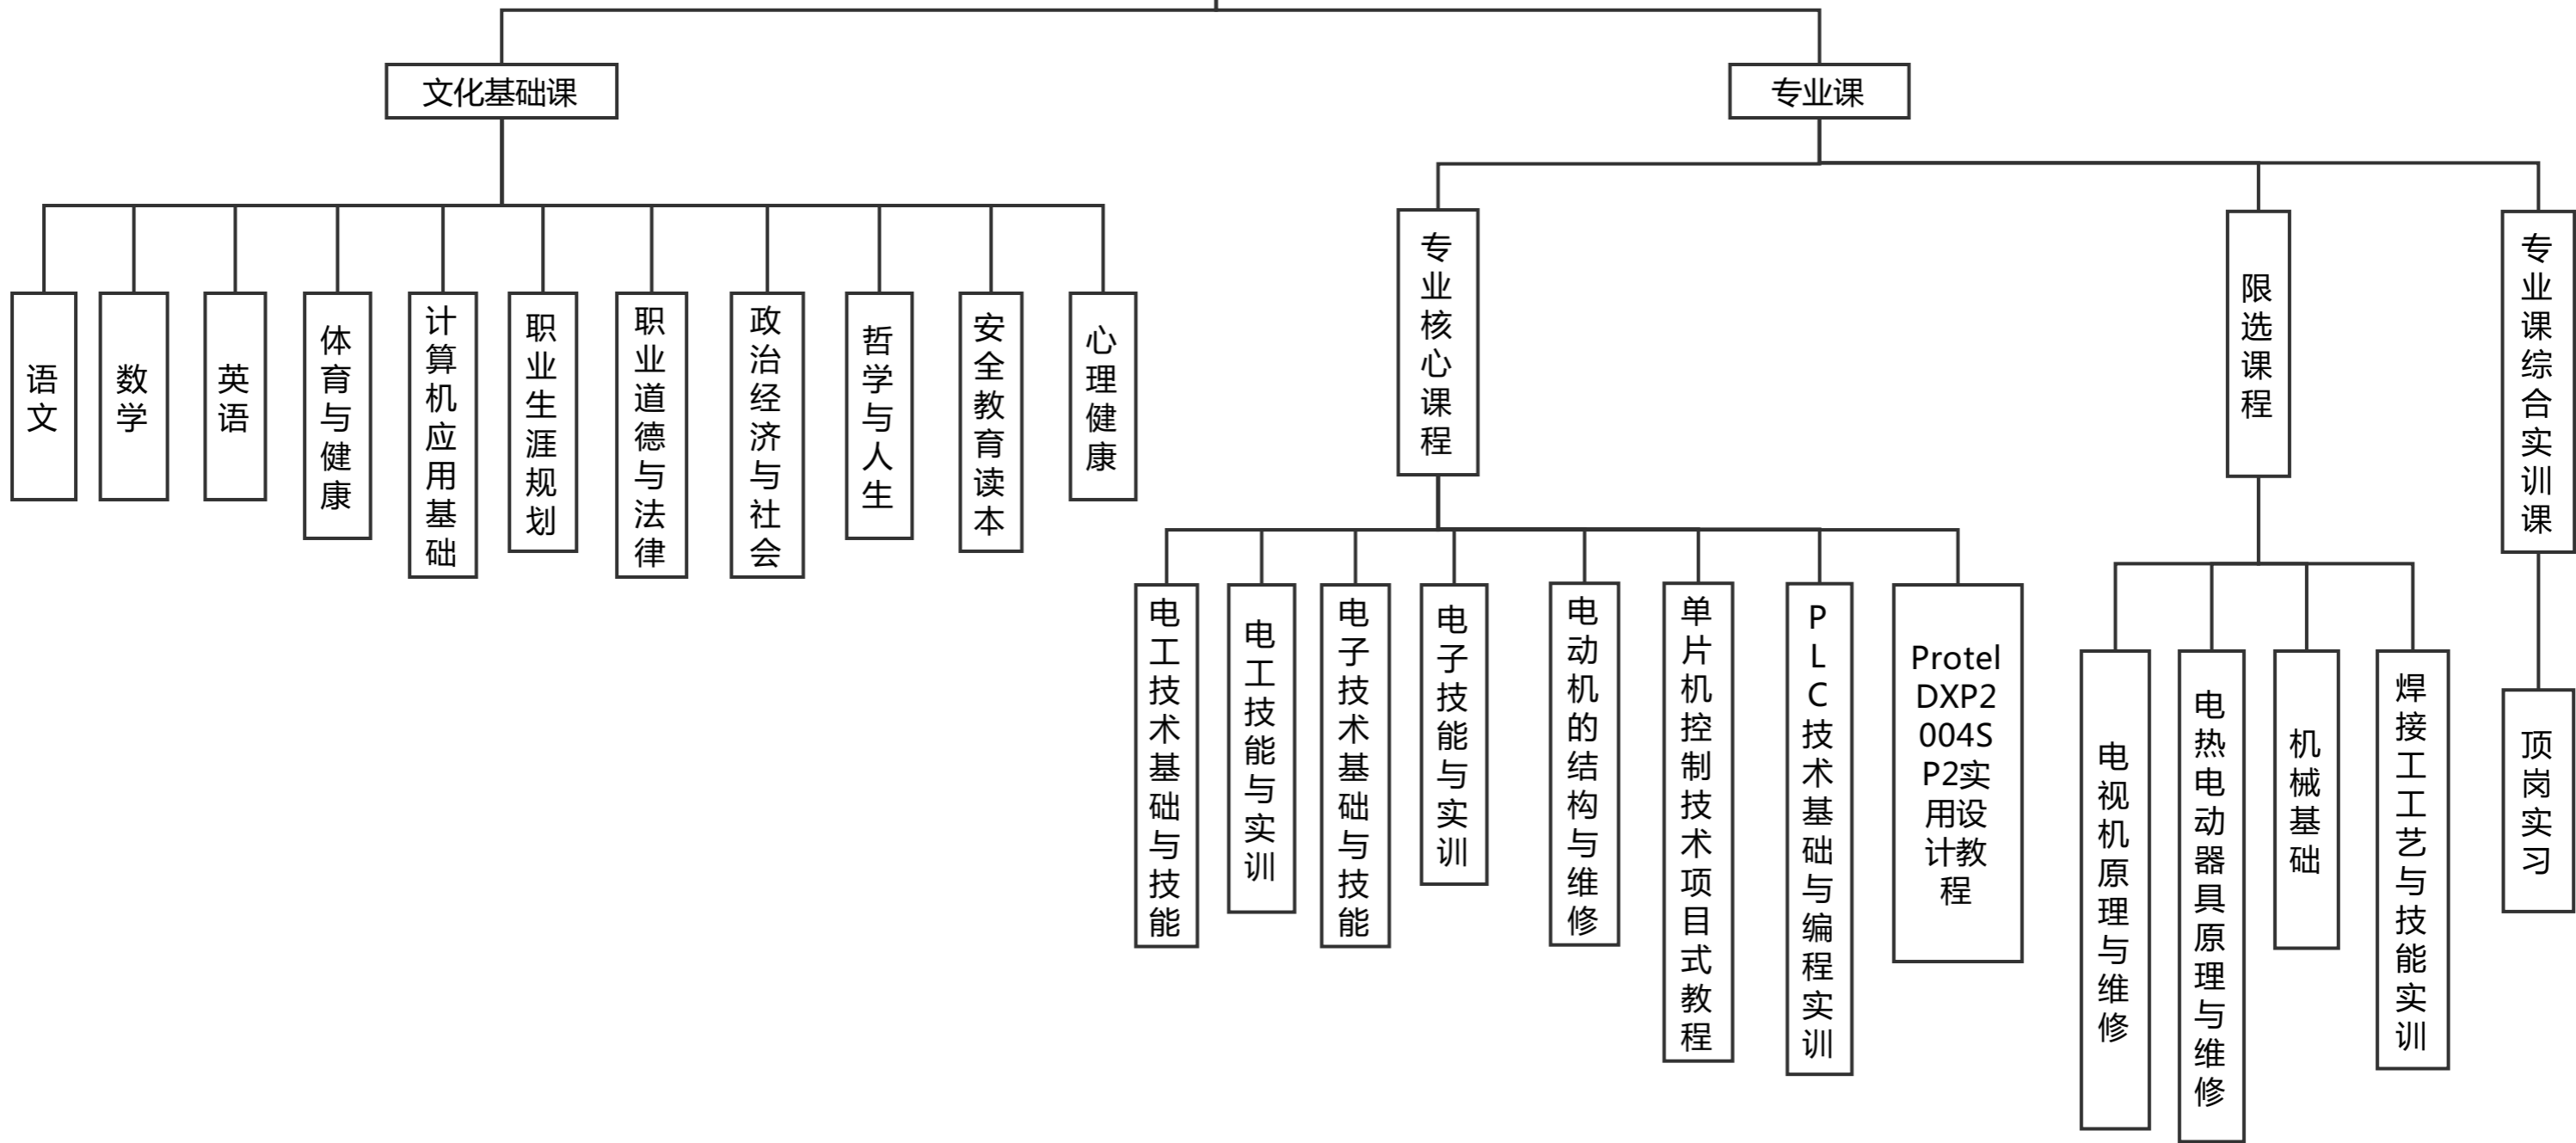 文化基础课
专业课
语文
数学
英语
体育与健康
计算机应用基础
职业生涯规划
职业道德与法律
政治经济与社会
哲学与人生
安全教育读本
心理健康
专业核心课程
限选课程
专业课综合实训课
电工技术基础与技能
电工技能与实训
电子技术基础与技能
电子技能与实训
电动机的结构与维修
单片机控制技术项目式教程
PLC技术基础与编程实训
Protel
DXP2
004S
P2实
用设
计教
程
电视机原理与维修
电热电动器具原理与维修
机械基础
焊接工工艺与技能实训
顶岗实习